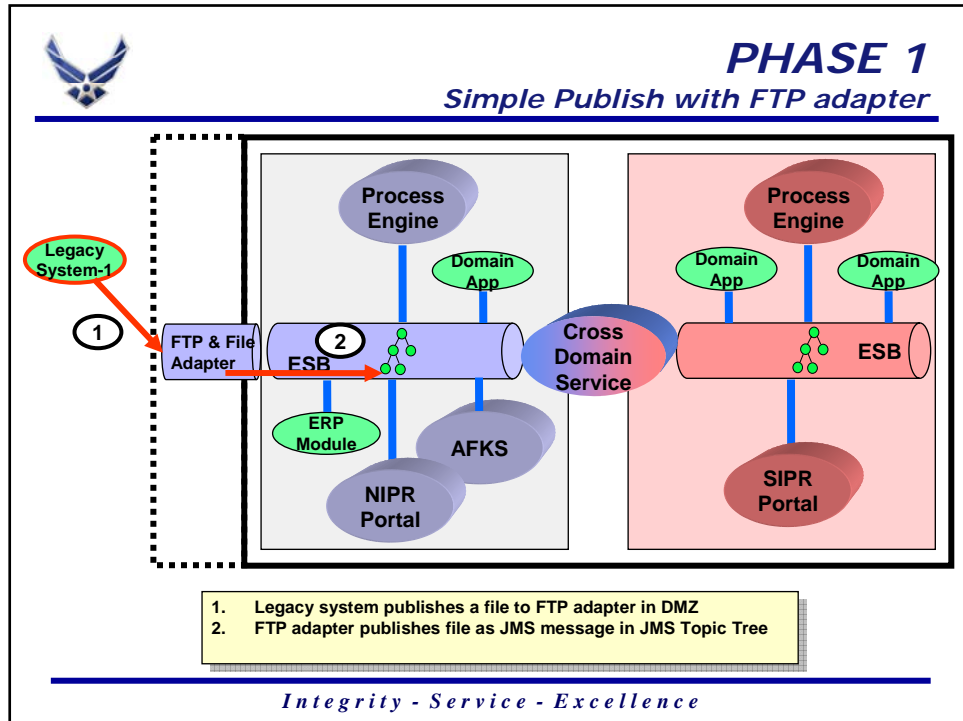 PHASE 1
Simple Publish with FTP adapter
Process
Engine
Process
Engine
Legacy
System-1
Domain
App
Domain
App
Domain
App
1
FTP & File
Adapter
2
ESB
Cross
Domain
Service
ESB
ERP
Module
AFKS
NIPR
Portal
SIPR
Portal
1. Legacy system publishes a file to FTP adapter in DMZ
2. FTP adapter publishes file as JMS message in JMS Topic Tree
Integrity - Service - Excellence